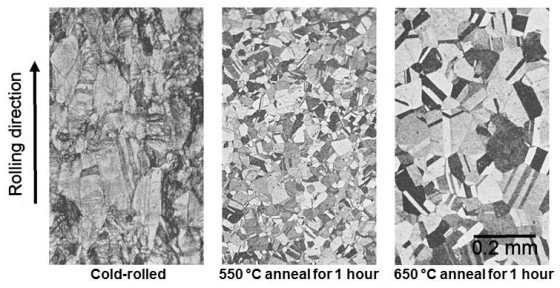 Rolling direction
0.2 mm
Cold-rolled
550 °C anneal for 1 hour
650 °C anneal for 1 hour